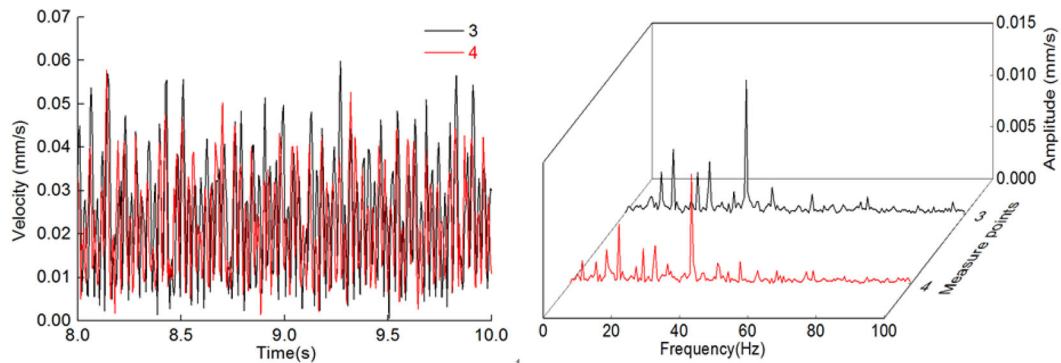 3
4
0.07
0.06
0.05
0.04
0.03
0.02
0.01
0.00
Velocity (mm/s)
8.0 8.5 9.0 9.5 10.0
Time(s)
0.015
0.010
0.005
0.000
Amplitude (mm/s)
3
4
Measure points
0 20 40 60 80 100
Frequency(Hz)